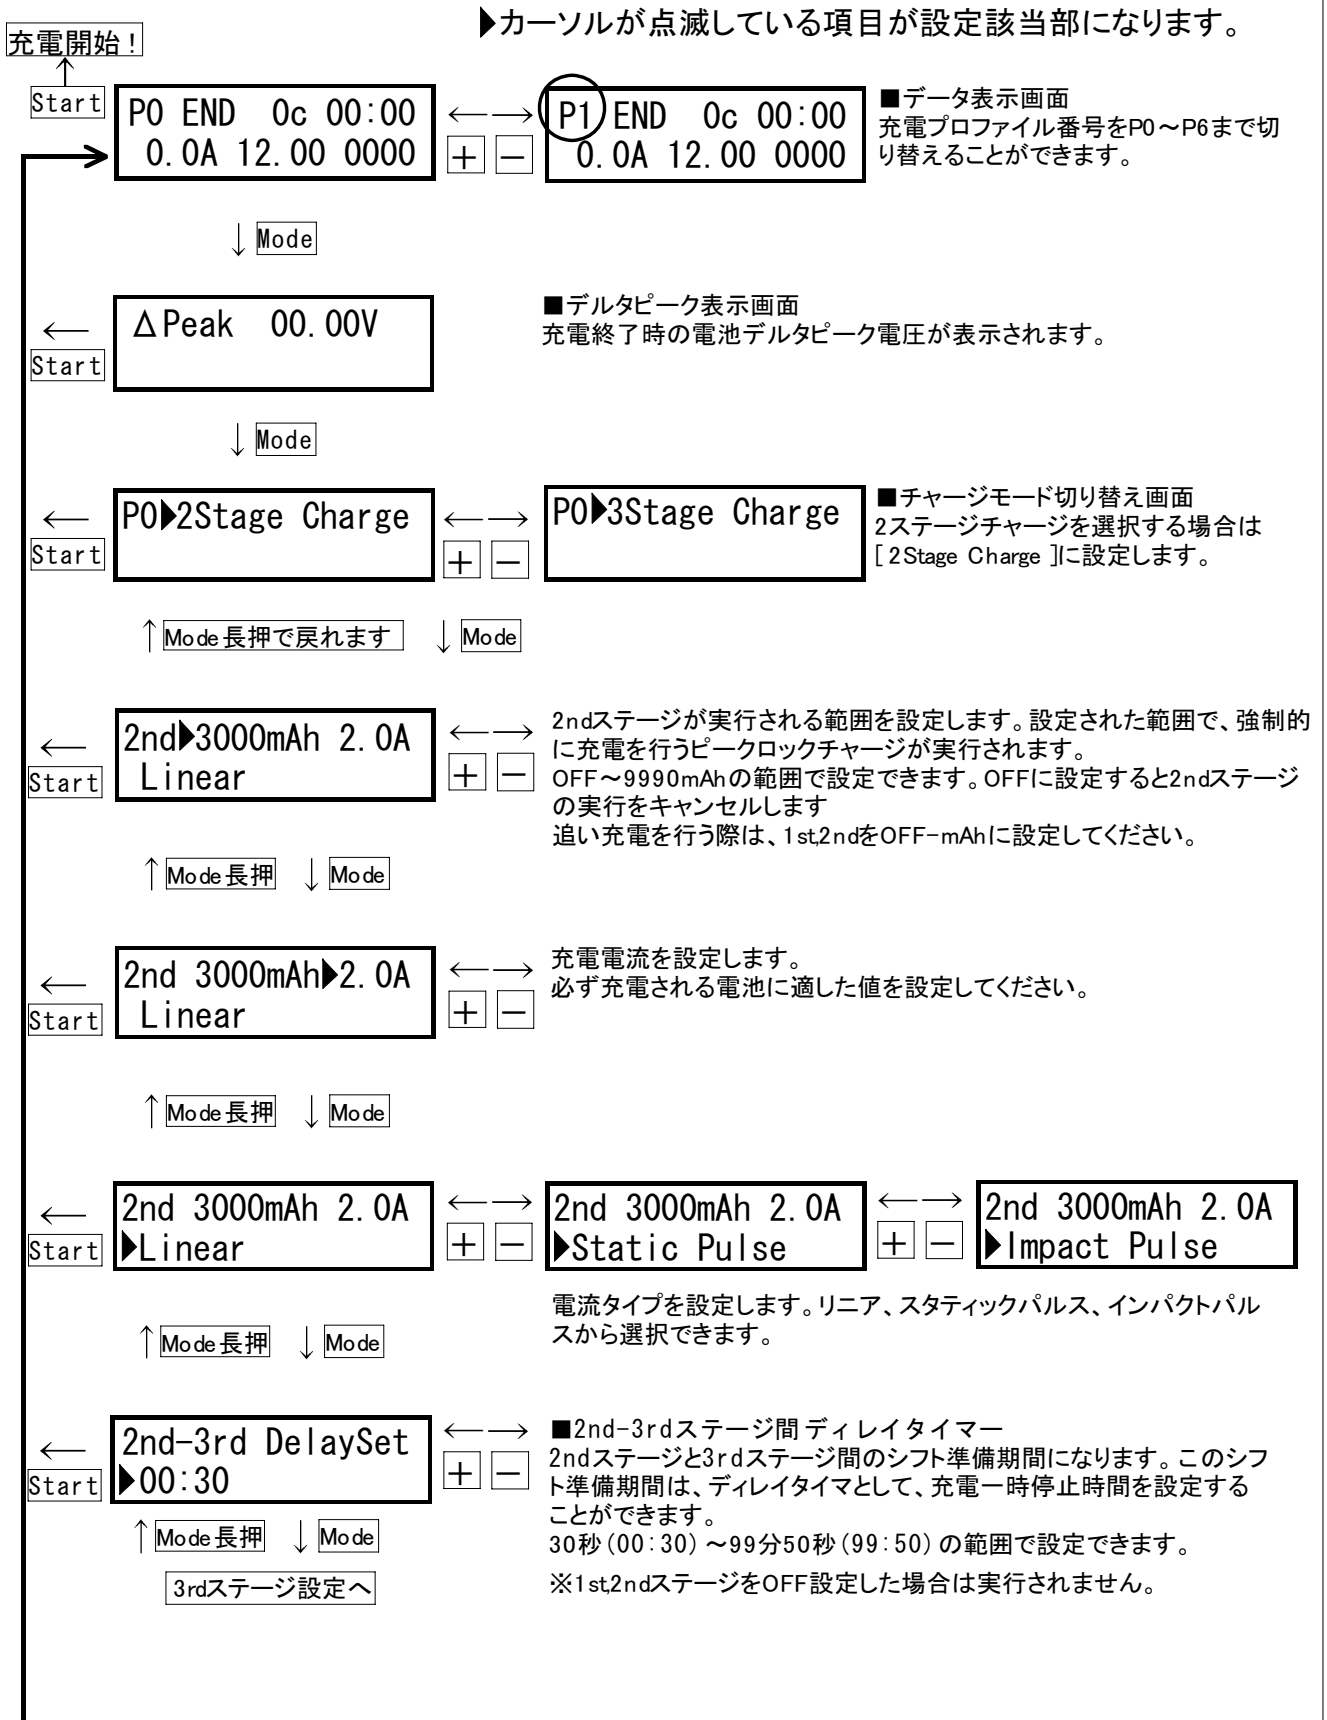 ▶カーソルが点滅している項目が設定該当部になります。
充電開始！
↑
Start
P0 END 0c 00:00
0.0A 12.00 0000
←→
＋ −
P1 END 0c 00:00
0.0A 12.00 0000
■データ表示画面
充電プロファイル番号をP0～P6まで切
り替えることができます。
↓ Mode
←
Start
ΔPeak 00.00V
■デルタピーク表示画面
充電終了時の電池デルタピーク電圧が表示されます。
↓ Mode
←
Start
P0▶2Stage Charge
←→
＋ −
P0▶3Stage Charge
■チャージモード切り替え画面
2ステージチャージを選択する場合は
[ 2Stage Charge ]に設定します。
↑ Mode長押で戻れます ↓ Mode
←
Start
2nd▶3000mAh 2.0A
Linear
←→
＋ −
2ndステージが実行される範囲を設定します。設定された範囲で、強制的
に充電を行うピークロックチャージが実行されます。
OFF～9990mAhの範囲で設定できます。OFFに設定すると2ndステージ
の実行をキャンセルします
追い充電を行う際は、1st,2ndをOFF-mAhに設定してください。
↑ Mode長押 ↓ Mode
←
Start
2nd 3000mAh▶2.0A
Linear
←→
＋ −
充電電流を設定します。
必ず充電される電池に適した値を設定してください。
↑ Mode長押 ↓ Mode
←
Start
2nd 3000mAh 2.0A
▶Linear
←→
＋ −
2nd 3000mAh 2.0A
▶Static Pulse
←→
＋ −
2nd 3000mAh 2.0A
▶Impact Pulse
電流タイプを設定します。リニア、スタティックパルス、インパクトパル
スから選択できます。
↑ Mode長押 ↓ Mode
←
Start
2nd-3rd DelaySet
▶00:30
←→
＋ −
■2nd-3rdステージ間ディレイタイマー
2ndステージと3rdステージ間のシフト準備期間になります。このシフ
ト準備期間は、ディレイタイマとして、充電一時停止時間を設定する
ことができます。
30秒(00:30)～99分50秒(99:50)の範囲で設定できます。
※1st,2ndステージをOFF設定した場合は実行されません。
↑ Mode長押 ↓ Mode
3rdステージ設定へ